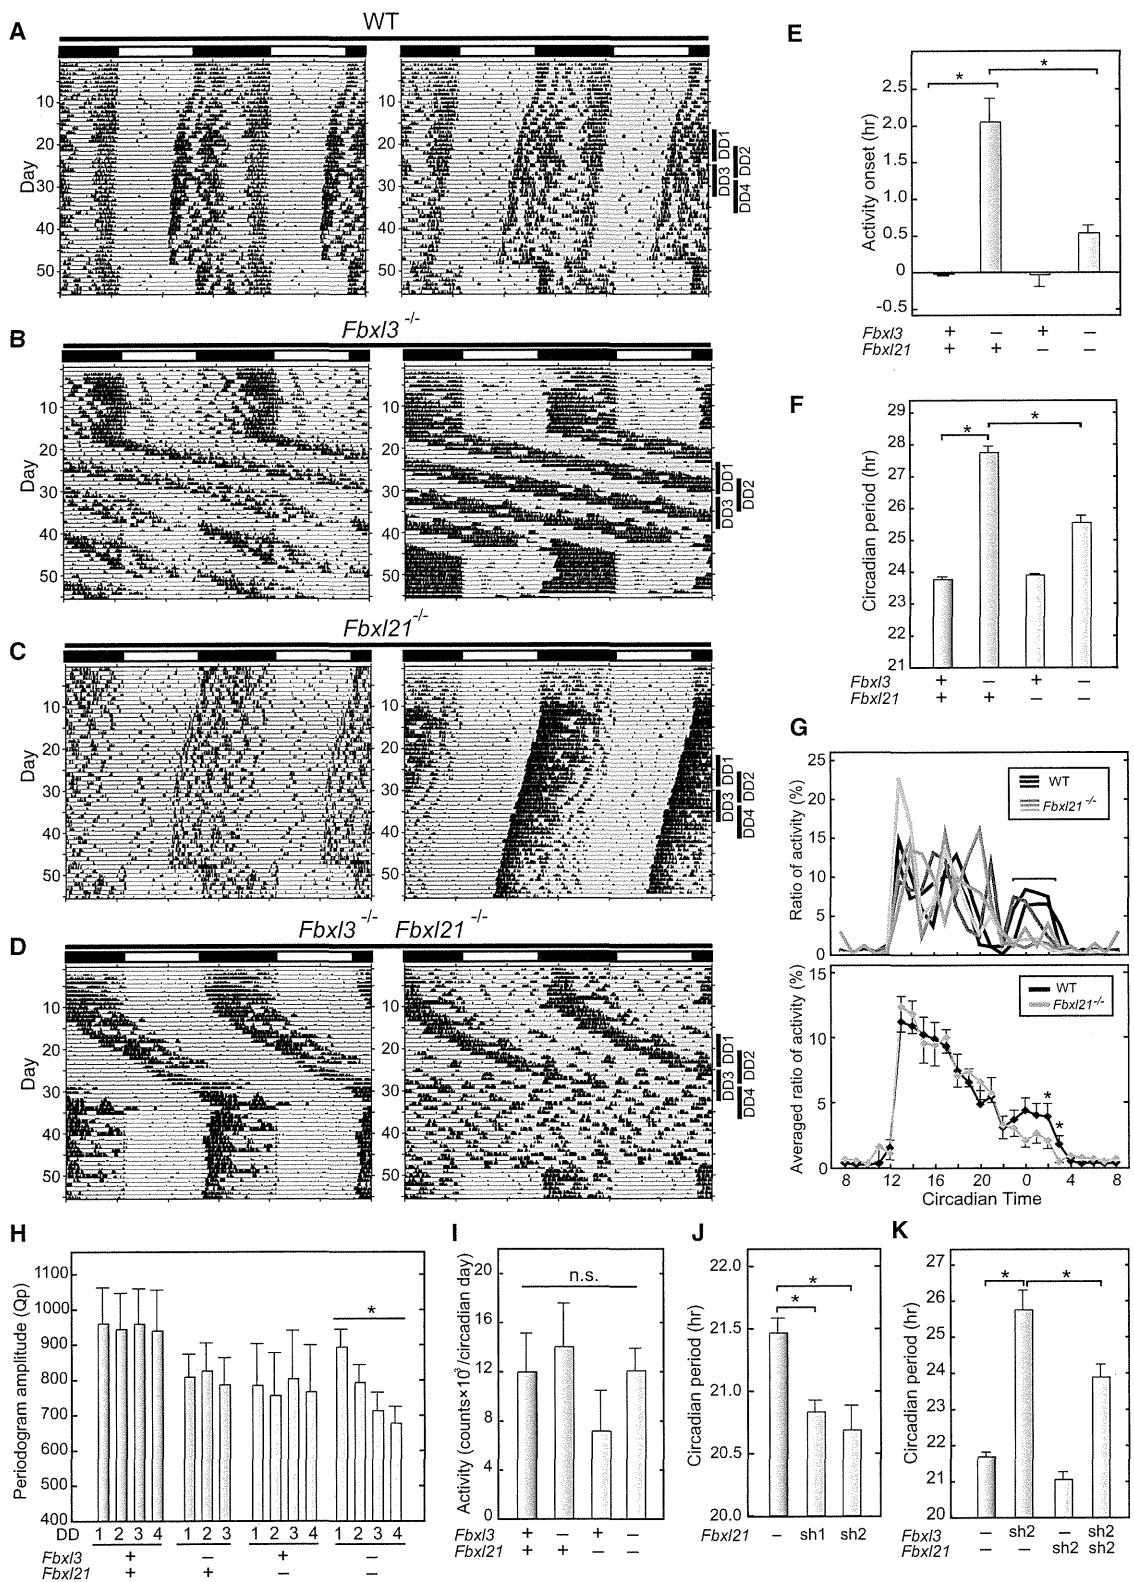 A
WT
10
20
30
40
50
Day
DD1
DD2
DD3
DD4
B
Fbxl3 -/-
10
20
30
40
50
Day
DD1
DD2
DD3
C
Fbxl21 -/-
10
20
30
40
50
Day
DD1
DD2
DD3
DD4
D
Fbxl3 -/- Fbxl21 -/-
10
20
30
40
50
Day
DD1
DD2
DD3
DD4
E
Activity onset (hr)
2.5
2.0
1.5
1.0
0.5
0
-0.5
* *
Fbxl3 + − + −
Fbxl21 + + − −
F
Circadian period (hr)
29
28
27
26
25
24
23
22
21
* *
Fbxl3 + − + −
Fbxl21 + + − −
G
Ratio of activity (%)
25
20
15
10
5
0
WT
Fbxl21 -/-
Averaged ratio of activity (%)
15
10
5
0
WT
Fbxl21 -/-
*
*
8 12 16 20 0 4 8
Circadian Time
H
Periodogram amplitude (Qp)
1100
1000
900
800
700
600
500
400
*
DD 1 2 3 4 1 2 3 1 2 3 4 1 2 3 4
Fbxl3 + − + −
Fbxl21 + + − −
I
Activity (counts×10³/circadian day)
20
16
12
8
4
0
n.s.
Fbxl3 + − + −
Fbxl21 + + − −
J
Circadian period (hr)
22.0
21.5
21.0
20.5
20.0
*
*
Fbxl21 − sh1 sh2
K
Circadian period (hr)
27
26
25
24
23
22
21
20
* *
Fbxl3 − sh2 − sh2
Fbxl21 − − sh2 sh2